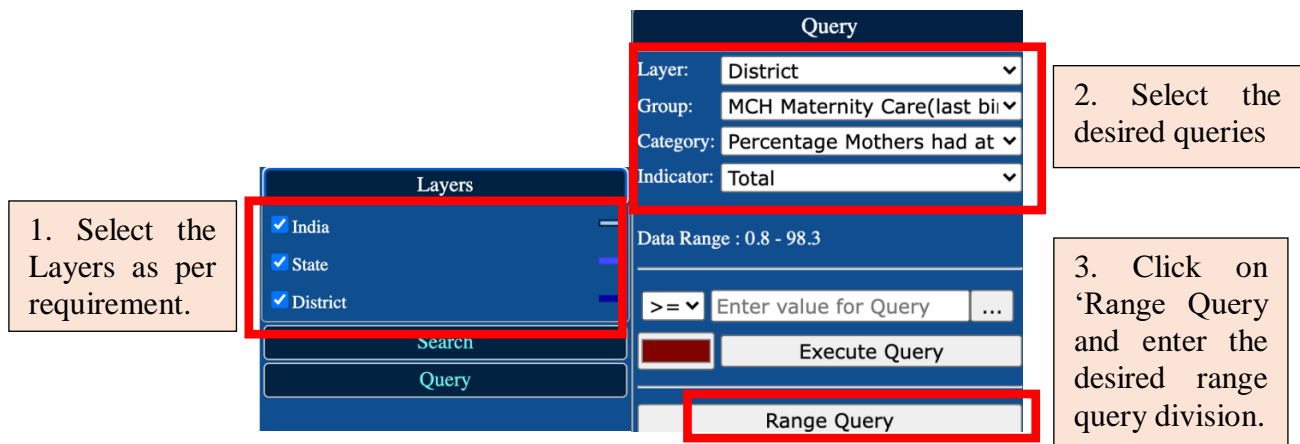 1. Select the
Layers as per
requirement.
Layers
India
State
District
Search
Query
Query
Layer: District
Group: MCH Maternity Care(last bi
Category: Percentage Mothers had at
Indicator: Total
Data Range : 0.8 - 98.3
>= Enter value for Query ...
Execute Query
Range Query
2. Select the
desired queries
3. Click on
‘Range Query
and enter the
desired range
query division.